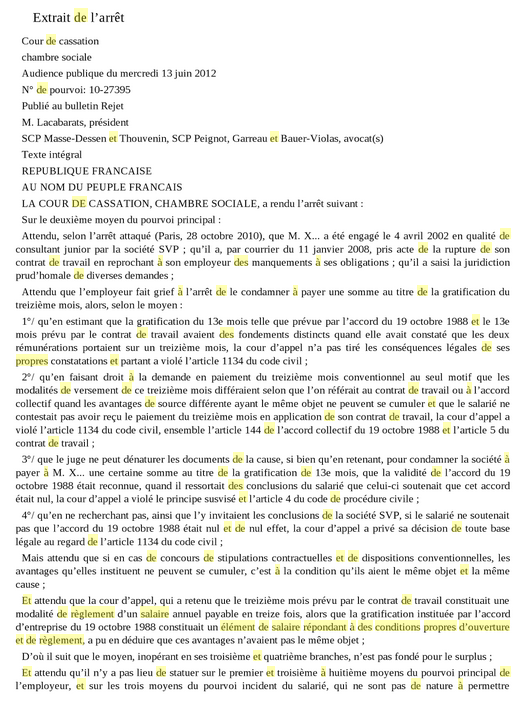 Extrait de l’arrêt
Cour de cassation
chambre sociale
Audience publique du mercredi 13 juin 2012
N° de pourvoi: 10-27395
Publié au bulletin Rejet
M. Lacabarats, président
SCP Masse-Dessen et Thouvenin, SCP Peignot, Garreau et Bauer-Violas, avocat(s)
Texte intégral
REPUBLIQUE FRANCAISE
AU NOM DU PEUPLE FRANCAIS
LA COUR DE CASSATION, CHAMBRE SOCIALE, a rendu l’arrêt suivant :
Sur le deuxième moyen du pourvoi principal :
Attendu, selon l’arrêt attaqué (Paris, 28 octobre 2010), que M. X... a été engagé le 4 avril 2002 en qualité de
consultant junior par la société SVP ; qu’il a, par courrier du 11 janvier 2008, pris acte de la rupture de son
contrat de travail en reprochant à son employeur des manquements à ses obligations ; qu’il a saisi la juridiction
prud’homale de diverses demandes ;
Attendu que l’employeur fait grief à l’arrêt de le condamner à payer une somme au titre de la gratification du
treizième mois, alors, selon le moyen :
1°/ qu’en estimant que la gratification du 13e mois telle que prévue par l’accord du 19 octobre 1988 et le 13e
mois prévu par le contrat de travail avaient des fondements distincts quand elle avait constaté que les deux
rémunérations portaient sur un treizième mois, la cour d’appel n’a pas tiré les conséquences légales de ses
propres constatations et partant a violé l’article 1134 du code civil ;
2°/ qu’en faisant droit à la demande en paiement du treizième mois conventionnel au seul motif que les
modalités de versement de ce treizième mois différaient selon que l’on référait au contrat de travail ou à l’accord
collectif quand les avantages de source différente ayant le même objet ne peuvent se cumuler et que le salarié ne
contestait pas avoir reçu le paiement du treizième mois en application de son contrat de travail, la cour d’appel a
violé l’article 1134 du code civil, ensemble l’article 144 de l’accord collectif du 19 octobre 1988 et l’article 5 du
contrat de travail ;
3°/ que le juge ne peut dénaturer les documents de la cause, si bien qu’en retenant, pour condamner la société à
payer à M. X... une certaine somme au titre de la gratification de 13e mois, que la validité de l’accord du 19
octobre 1988 était reconnue, quand il ressortait des conclusions du salarié que celui-ci soutenait que cet accord
était nul, la cour d’appel a violé le principe susvisé et l’article 4 du code de procédure civile ;
4°/ qu’en ne recherchant pas, ainsi que l’y invitaient les conclusions de la société SVP, si le salarié ne soutenait
pas que l’accord du 19 octobre 1988 était nul et de nul effet, la cour d’appel a privé sa décision de toute base
légale au regard de l’article 1134 du code civil ;
Mais attendu que si en cas de concours de stipulations contractuelles et de dispositions conventionnelles, les
avantages qu’elles instituent ne peuvent se cumuler, c’est à la condition qu’ils aient le même objet et la même
cause ;
Et attendu que la cour d’appel, qui a retenu que le treizième mois prévu par le contrat de travail constituait une
modalité de règlement d’un salaire annuel payable en treize fois, alors que la gratification instituée par l’accord
d’entreprise du 19 octobre 1988 constituait un élément de salaire répondant à des conditions propres d’ouverture
et de règlement, a pu en déduire que ces avantages n’avaient pas le même objet ;
D’où il suit que le moyen, inopérant en ses troisième et quatrième branches, n’est pas fondé pour le surplus ;
Et attendu qu’il n’y a pas lieu de statuer sur le premier et troisième à huitième moyens du pourvoi principal de
l’employeur, et sur les trois moyens du pourvoi incident du salarié, qui ne sont pas de nature à permettre